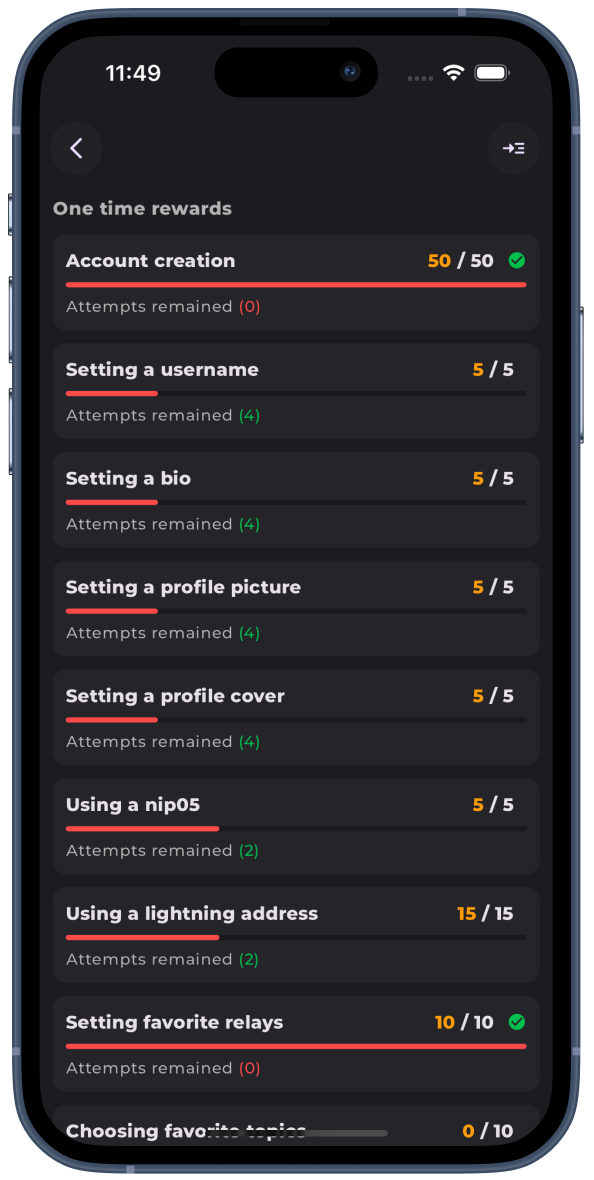 11:49
One time rewards
Account creation 50 / 50
Attempts remained (0)
Setting a username 5 / 5
Attempts remained (4)
Setting a bio 5 / 5
Attempts remained (4)
Setting a profile picture 5 / 5
Attempts remained (4)
Setting a profile cover 5 / 5
Attempts remained (4)
Using a nip05 5 / 5
Attempts remained (2)
Using a lightning address 15 / 15
Attempts remained (2)
Setting favorite relays 10 / 10
Attempts remained (0)
Choosing favorite topics 0 / 10